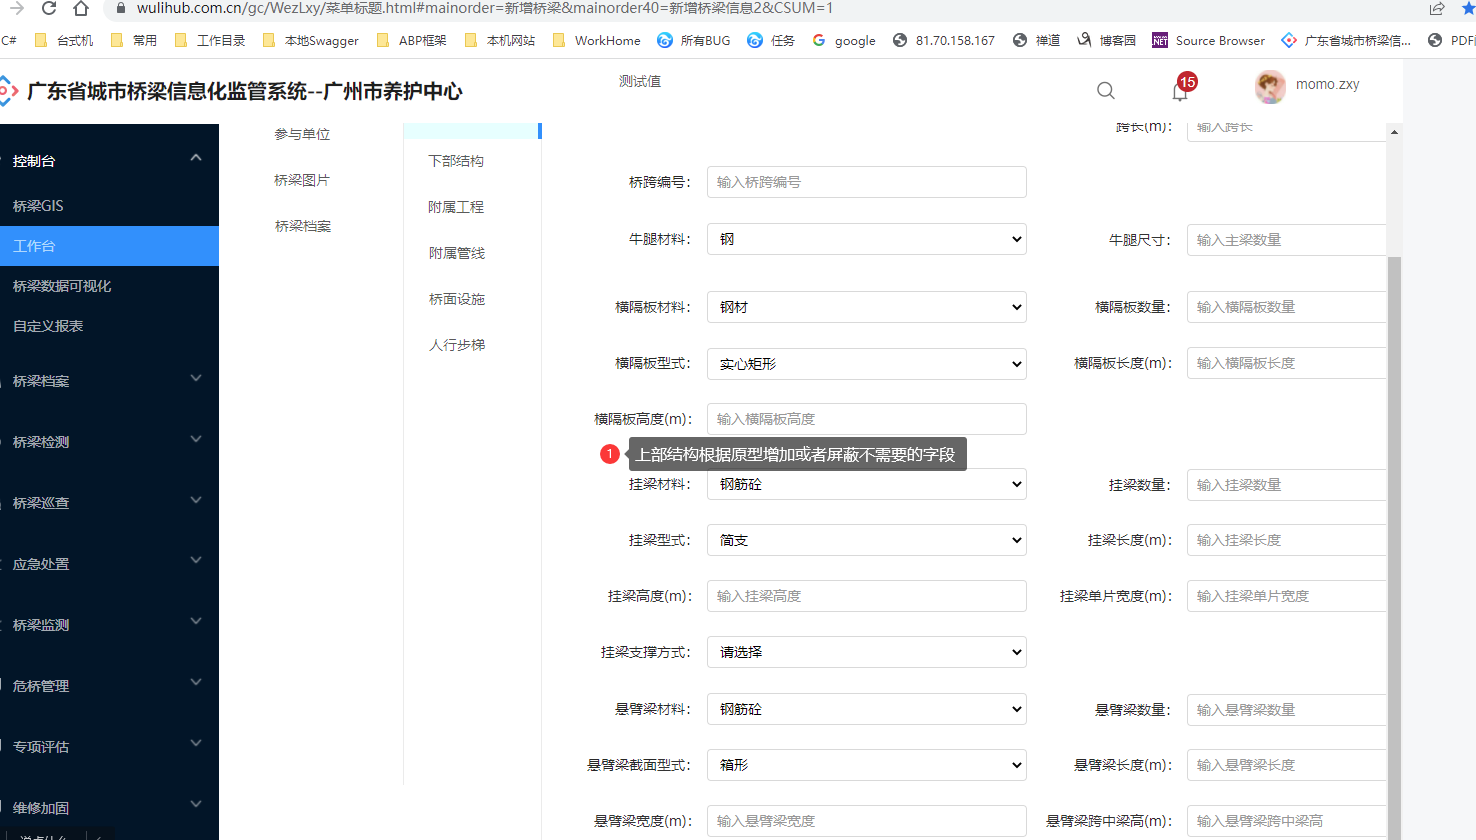 wulihub.com.cn/gc/WezLxy/菜单标题.html#mainorder=新增桥梁&mainorder40=新增桥梁信息2&CSUM=1
C# 台式机 常用 工作目录 本地Swagger ABP框架 本机网站 WorkHome 所有BUG 任务 google 81.70.158.167 禅道 博客园 Source Browser 广东省城市桥梁信... PDF
广东省城市桥梁信息化监管系统--广州市养护中心
测试值
15
momo.zxy
控制台
桥梁GIS
工作台
桥梁数据可视化
自定义报表
桥梁档案
桥梁检测
桥梁巡查
应急处置
桥梁监测
危桥管理
专项评估
维修加固
参与单位
桥梁图片
桥梁档案
下部结构
附属工程
附属管线
桥面设施
人行步梯
跨长(m): 输入跨长
桥跨编号: 输入桥跨编号
牛腿材料: 钢 牛腿尺寸: 输入主梁数量
横隔板材料: 钢材 横隔板数量: 输入横隔板数量
横隔板型式: 实心矩形 横隔板长度(m): 输入横隔板长度
横隔板高度(m): 输入横隔板高度
1 上部结构根据原型增加或者屏蔽不需要的字段
挂梁材料: 钢筋砼 挂梁数量: 输入挂梁数量
挂梁型式: 简支 挂梁长度(m): 输入挂梁长度
挂梁高度(m): 输入挂梁高度 挂梁单片宽度(m): 输入挂梁单片宽度
挂梁支撑方式: 请选择
悬臂梁材料: 钢筋砼 悬臂梁数量: 输入悬臂梁数量
悬臂梁截面型式: 箱形 悬臂梁长度(m): 输入悬臂梁长度
悬臂梁宽度(m): 输入悬臂梁宽度 悬臂梁跨中梁高(m): 输入悬臂梁跨中梁高